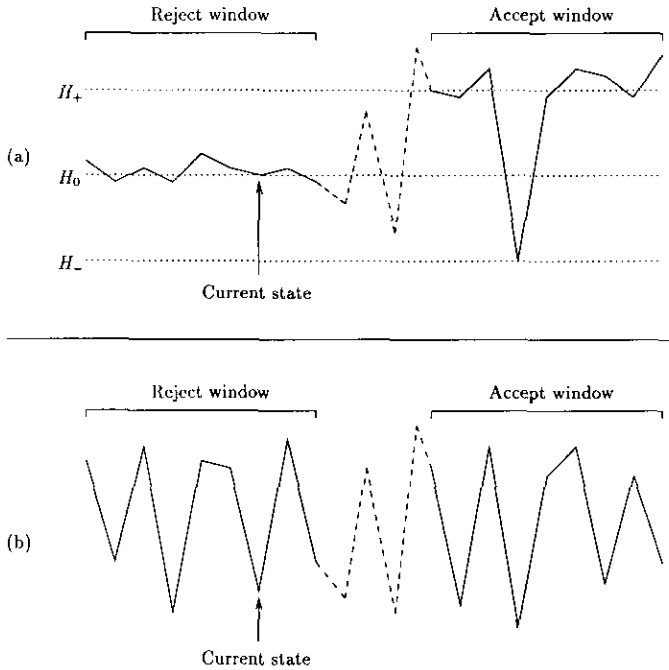 Reject window Accept window
H₊
(a)
H₀
H₋
Current state
Reject window Accept window
(b)
Current state